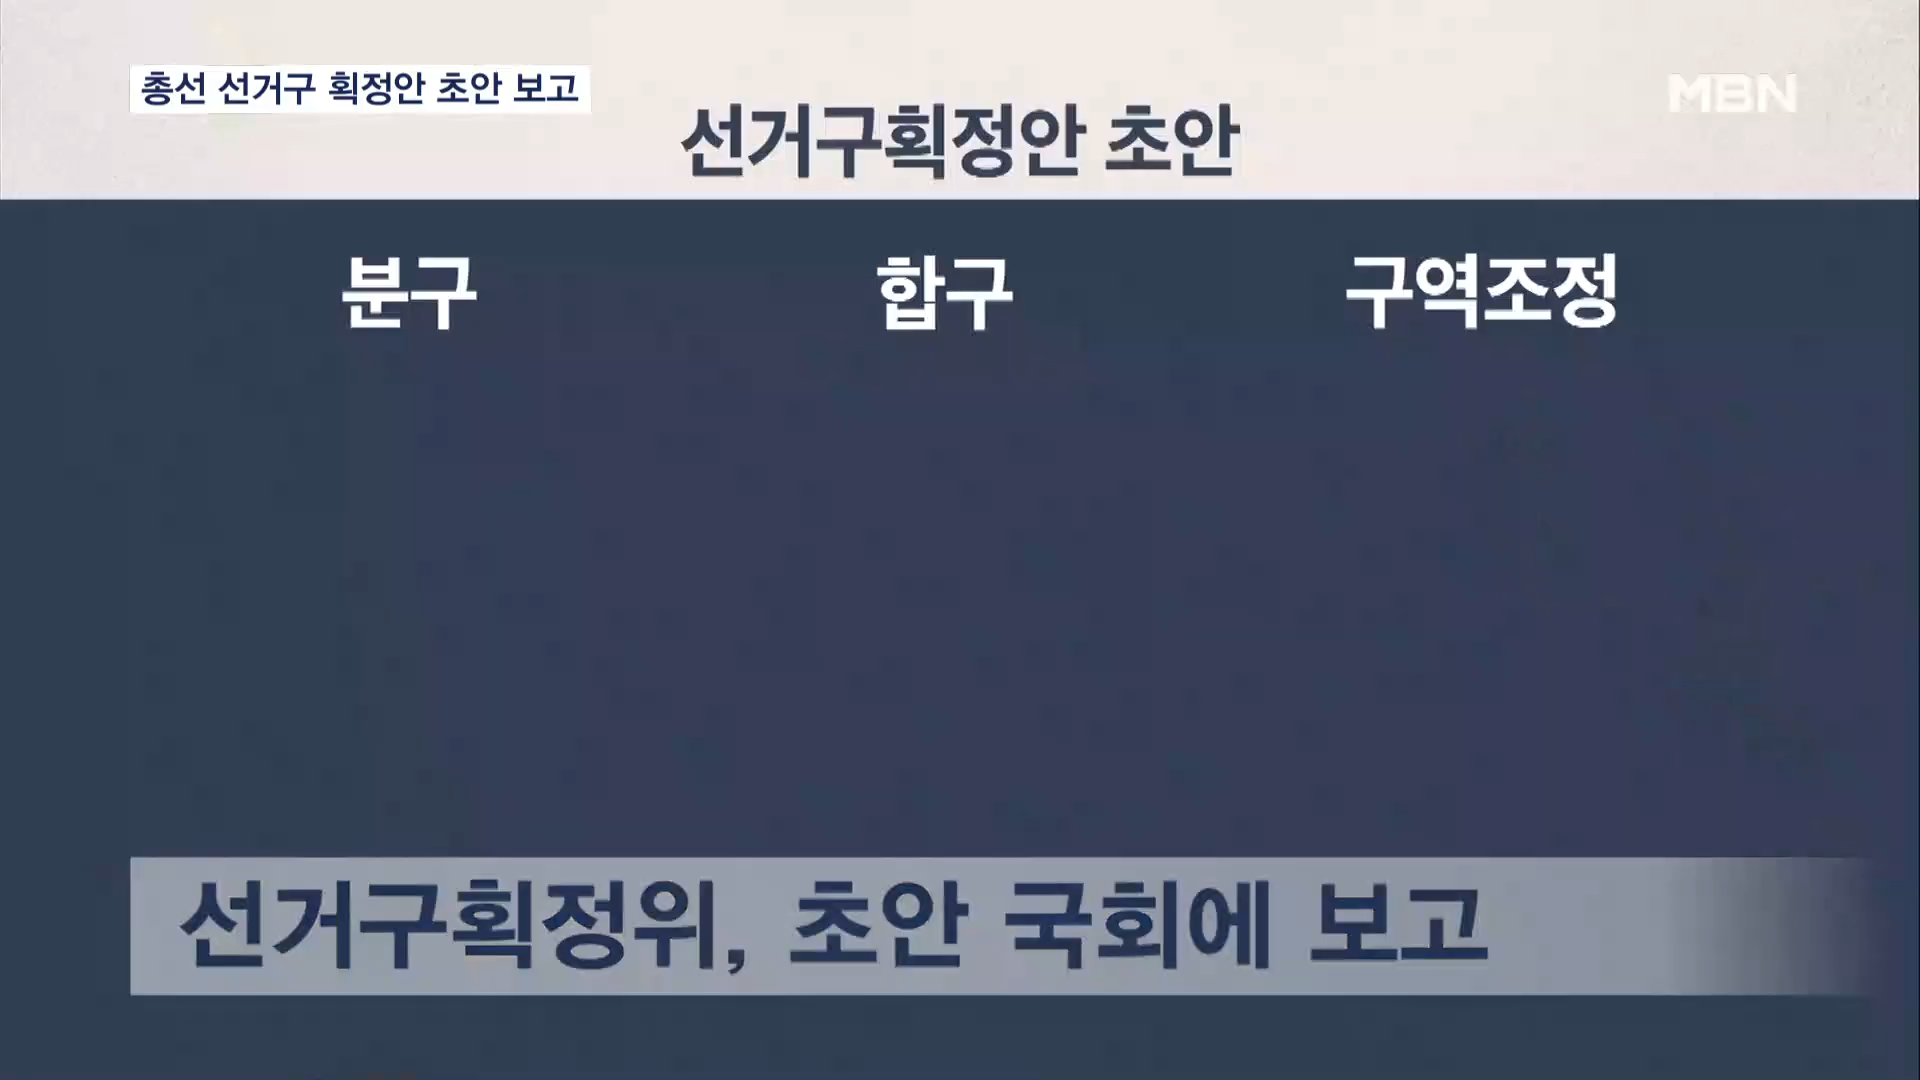 총선 선거구 획정안 초안 보고
MBN
선거구획정안 초안
분구 합구 구역조정
선거구획정위, 초안 국회에 보고